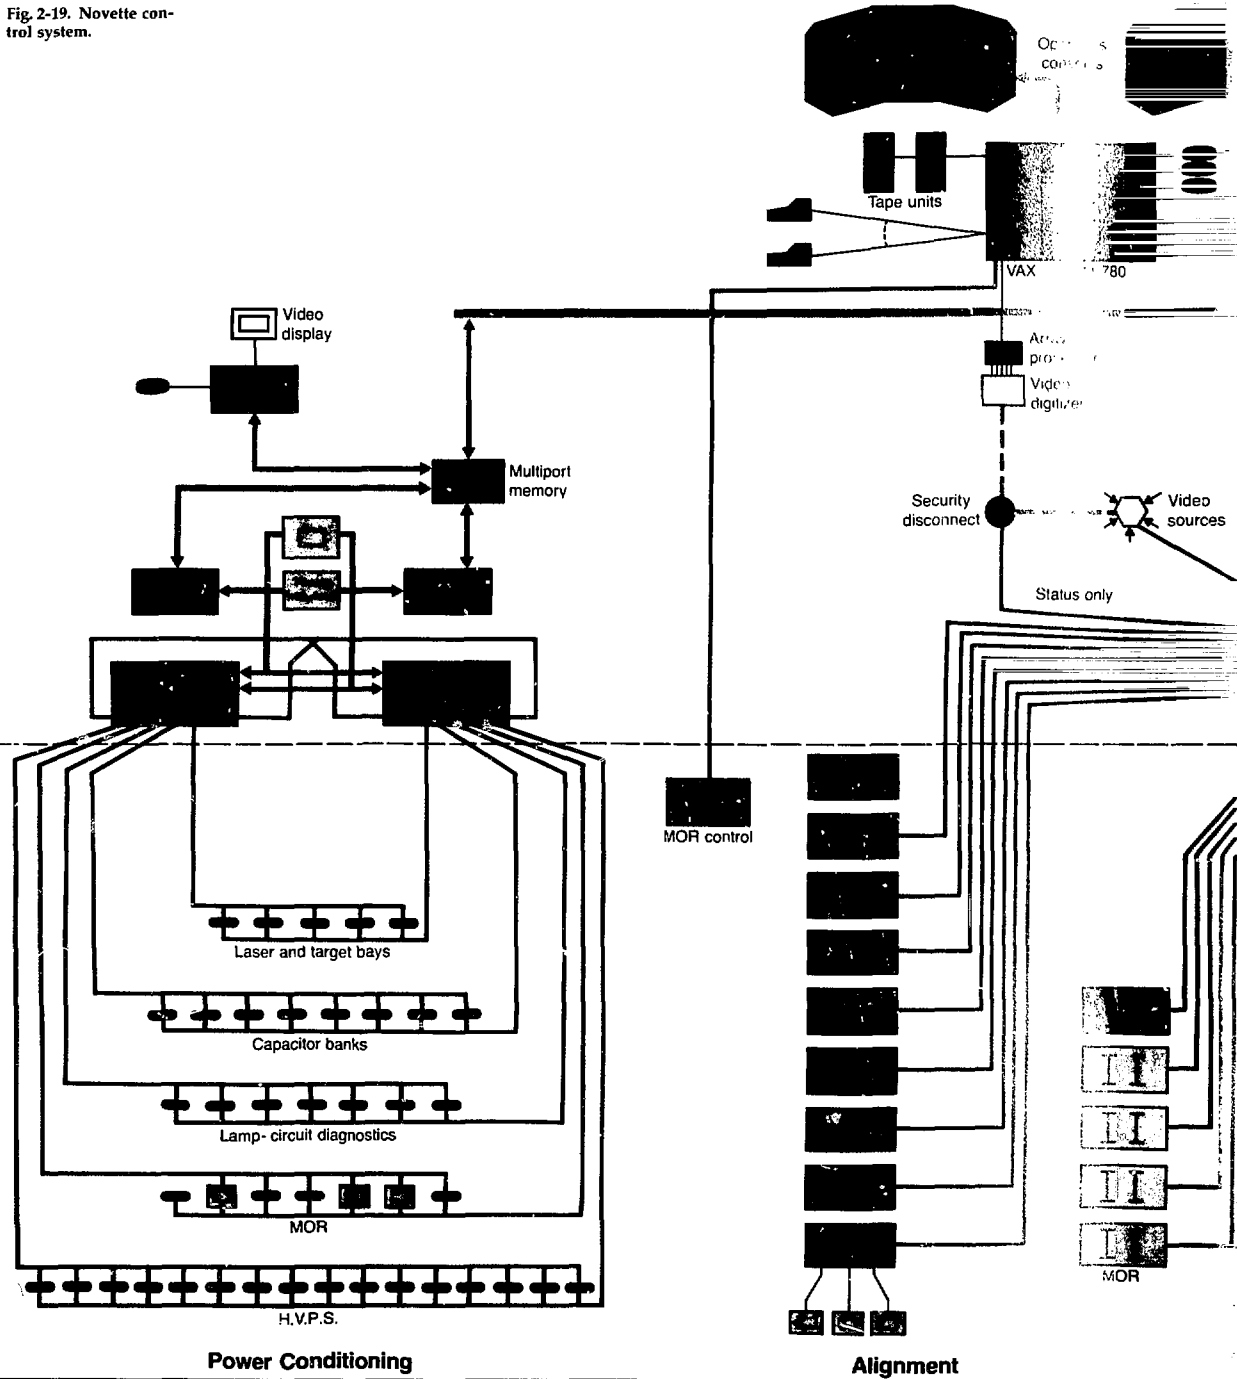 Fig. 2-19. Novette con-
trol system.
Tape units
VAX 780
Video
display
Video
Multiport
memory
Security
disconnect
Video
sources
Status only
MOR control
Laser and target bays
Capacitor banks
Lamp- circuit diagnostics
MOR
MOR
H.V.P.S.
Power Conditioning
Alignment